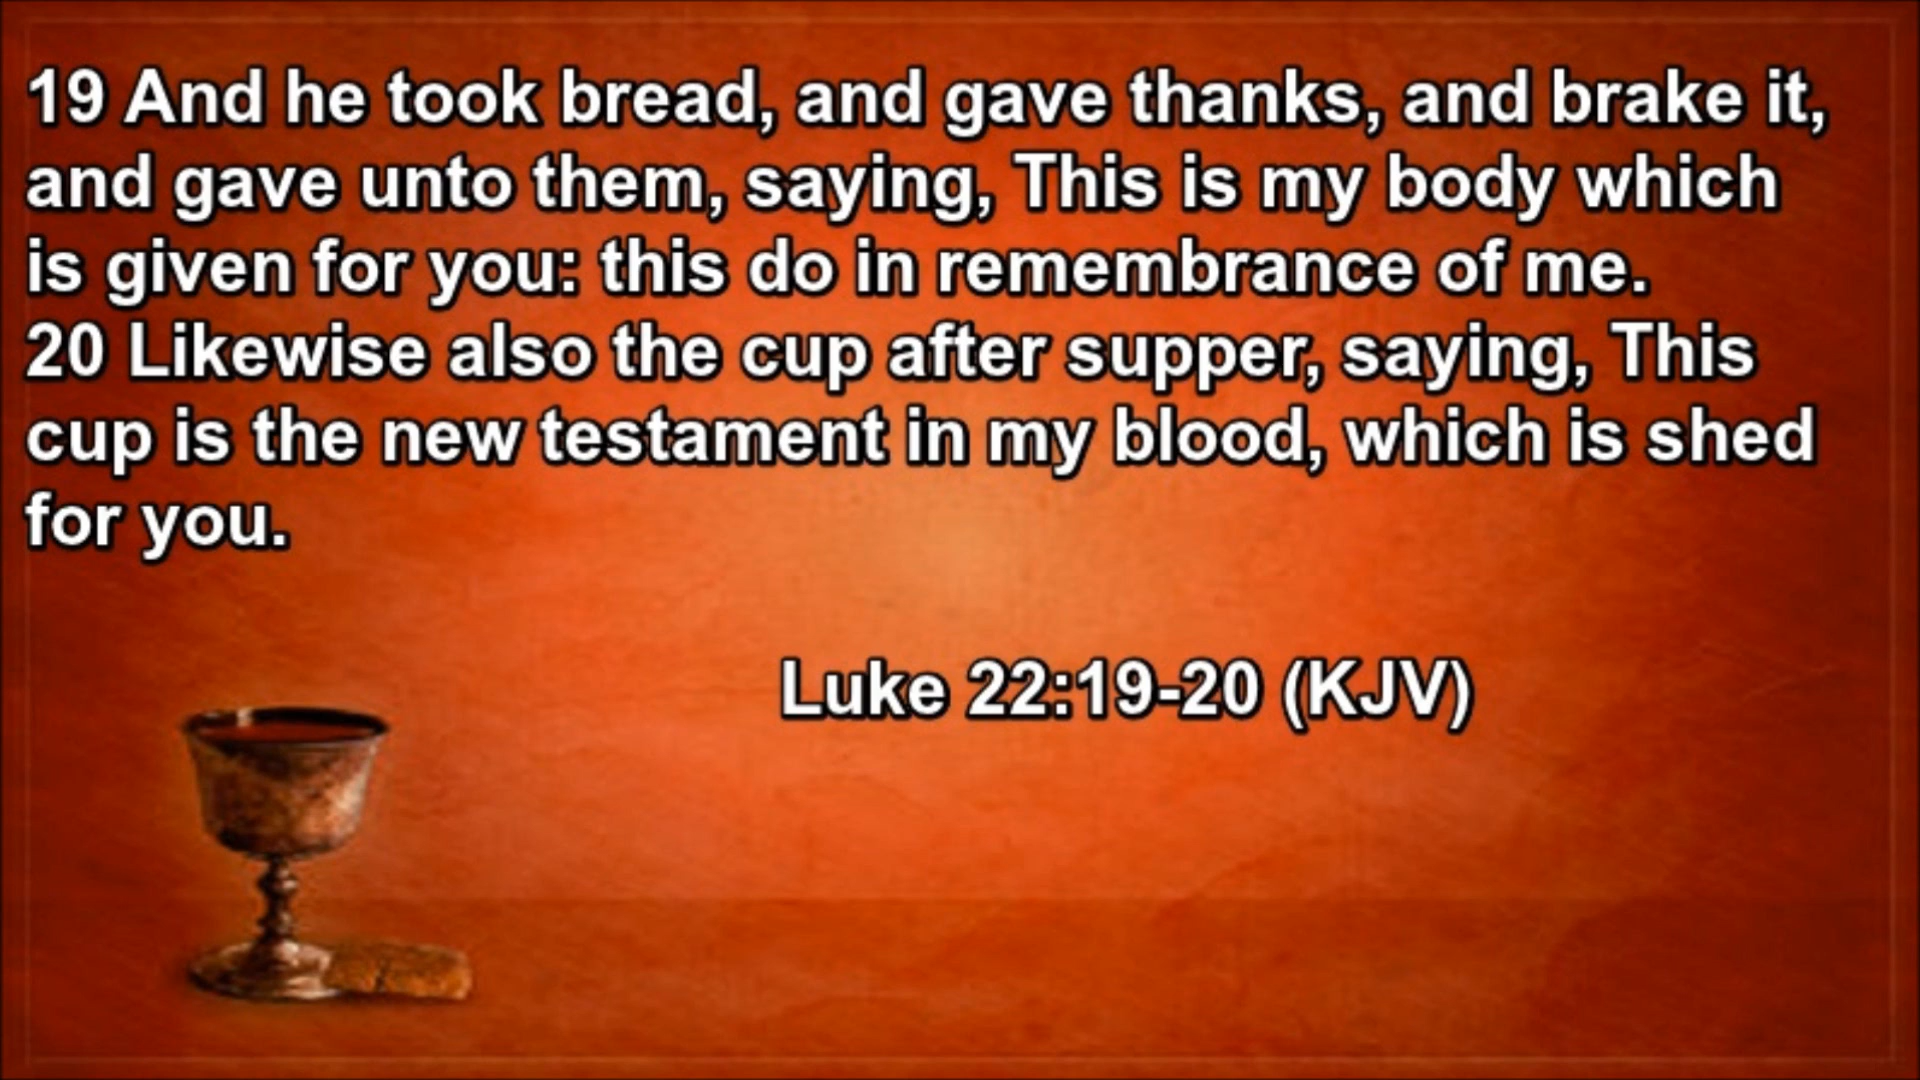 19 And he took bread, and gave thanks, and brake it,
and gave unto them, saying, This is my body which
is given for you: this do in remembrance of me.
20 Likewise also the cup after supper, saying, This
cup is the new testament in my blood, which is shed
for you.
Luke 22:19-20 (KJV)